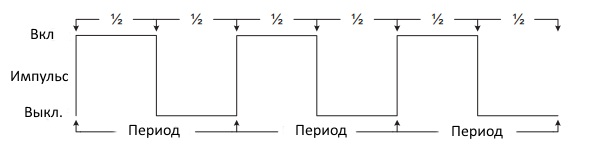 ½ ½ ½ ½ ½ ½
Вкл
Импульс
Выкл.
Период Период Период